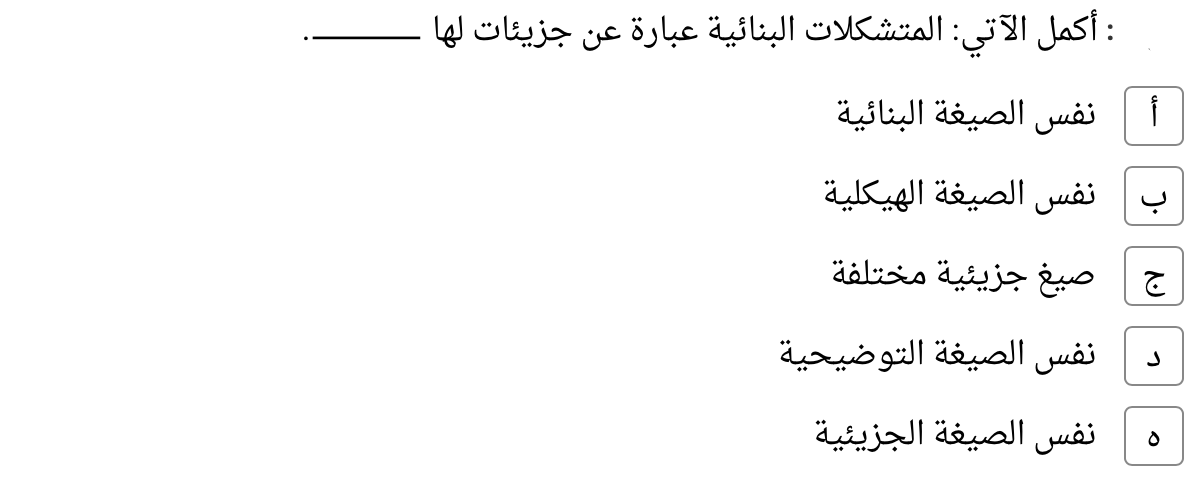 : أكمل الآتي: المتشكلات البنائية عبارة عن جزيئات لها ________.
أ نفس الصيغة البنائية
ب نفس الصيغة الهيكلية
ج صيغ جزيئية مختلفة
د نفس الصيغة التوضيحية
ه نفس الصيغة الجزيئية